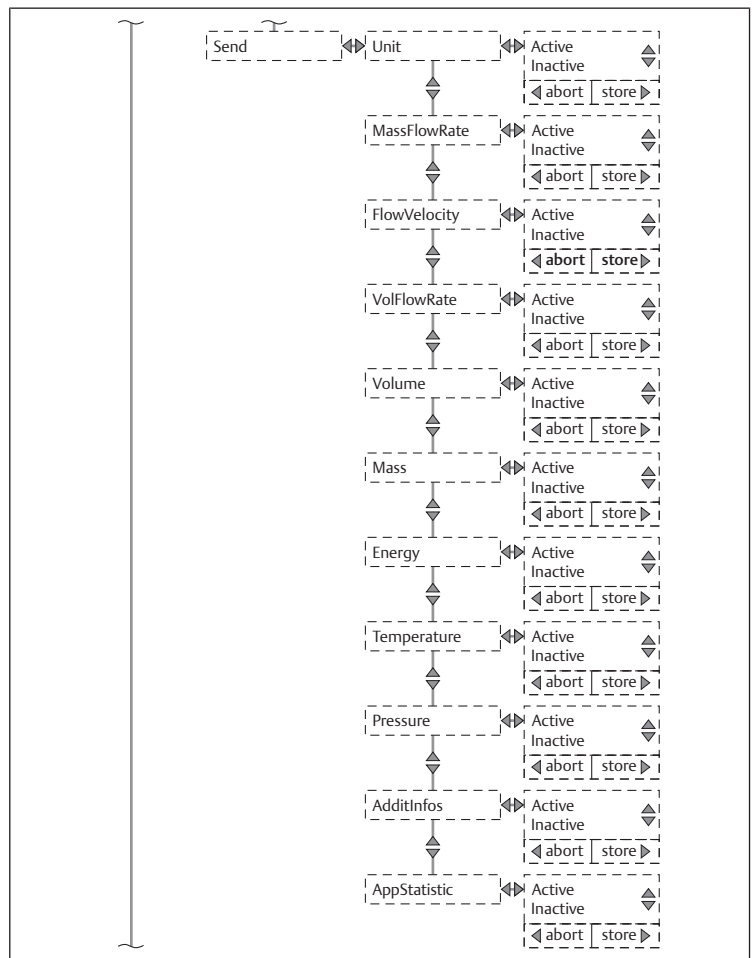 Send Unit Active
Inactive
abort store
MassFlowRate Active
Inactive
abort store
FlowVelocity Active
Inactive
abort store
VolFlowRate Active
Inactive
abort store
Volume Active
Inactive
abort store
Mass Active
Inactive
abort store
Energy Active
Inactive
abort store
Temperature Active
Inactive
abort store
Pressure Active
Inactive
abort store
AdditInfos Active
Inactive
abort store
AppStatistic Active
Inactive
abort store